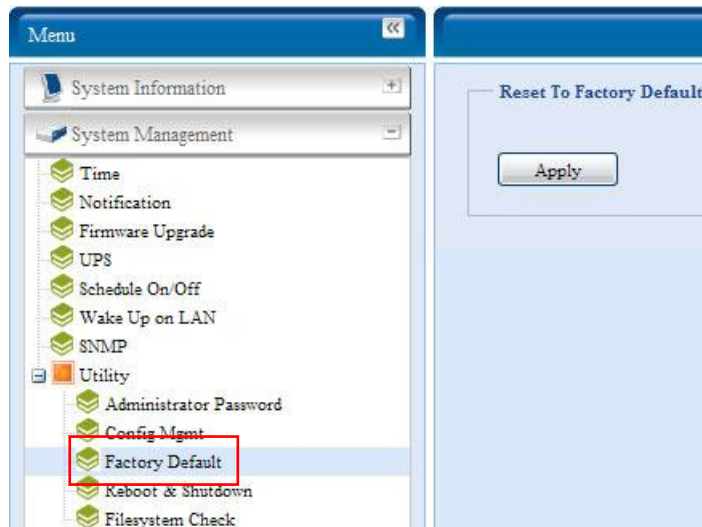 Menu
System Information
System Management
Time
Notification
Firmware Upgrade
UPS
Schedule On/Off
Wake Up on LAN
SNMP
Utility
Administrator Password
Config Mgmt
Factory Default
Reboot & Shutdown
Filesystem Check
Reset To Factory Default
Apply